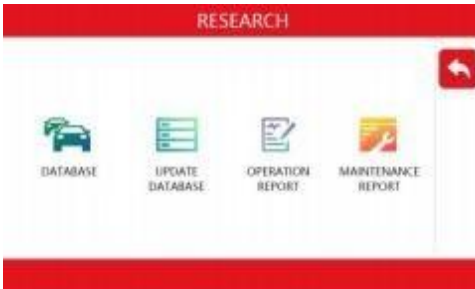 RESEARCH
DATABASE
UPDATE
DATABASE
OPERATION
REPORT
MAINTENANCE
REPORT